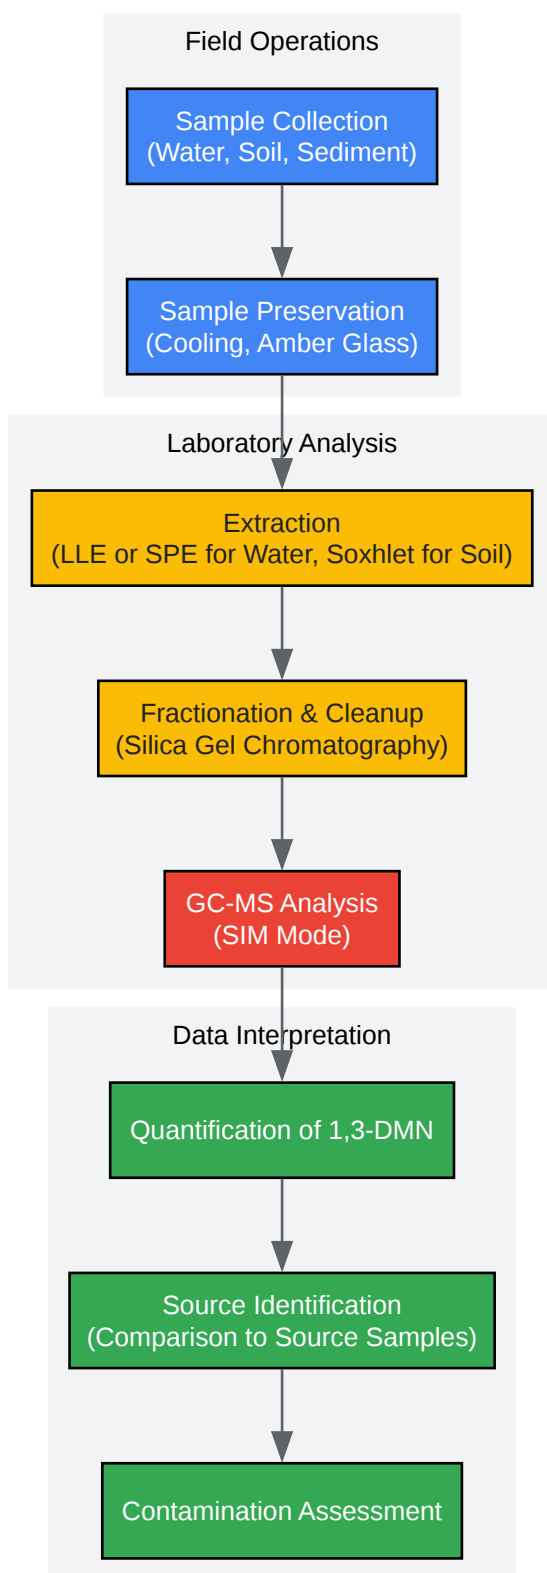 Field Operations
Sample Collection
(Water, Soil, Sediment)
Sample Preservation
(Cooling, Amber Glass)
Laboratory Analysis
Extraction
(LLE or SPE for Water, Soxhlet for Soil)
Fractionation & Cleanup
(Silica Gel Chromatography)
GC-MS Analysis
(SIM Mode)
Data Interpretation
Quantification of 1,3-DMN
Source Identification
(Comparison to Source Samples)
Contamination Assessment